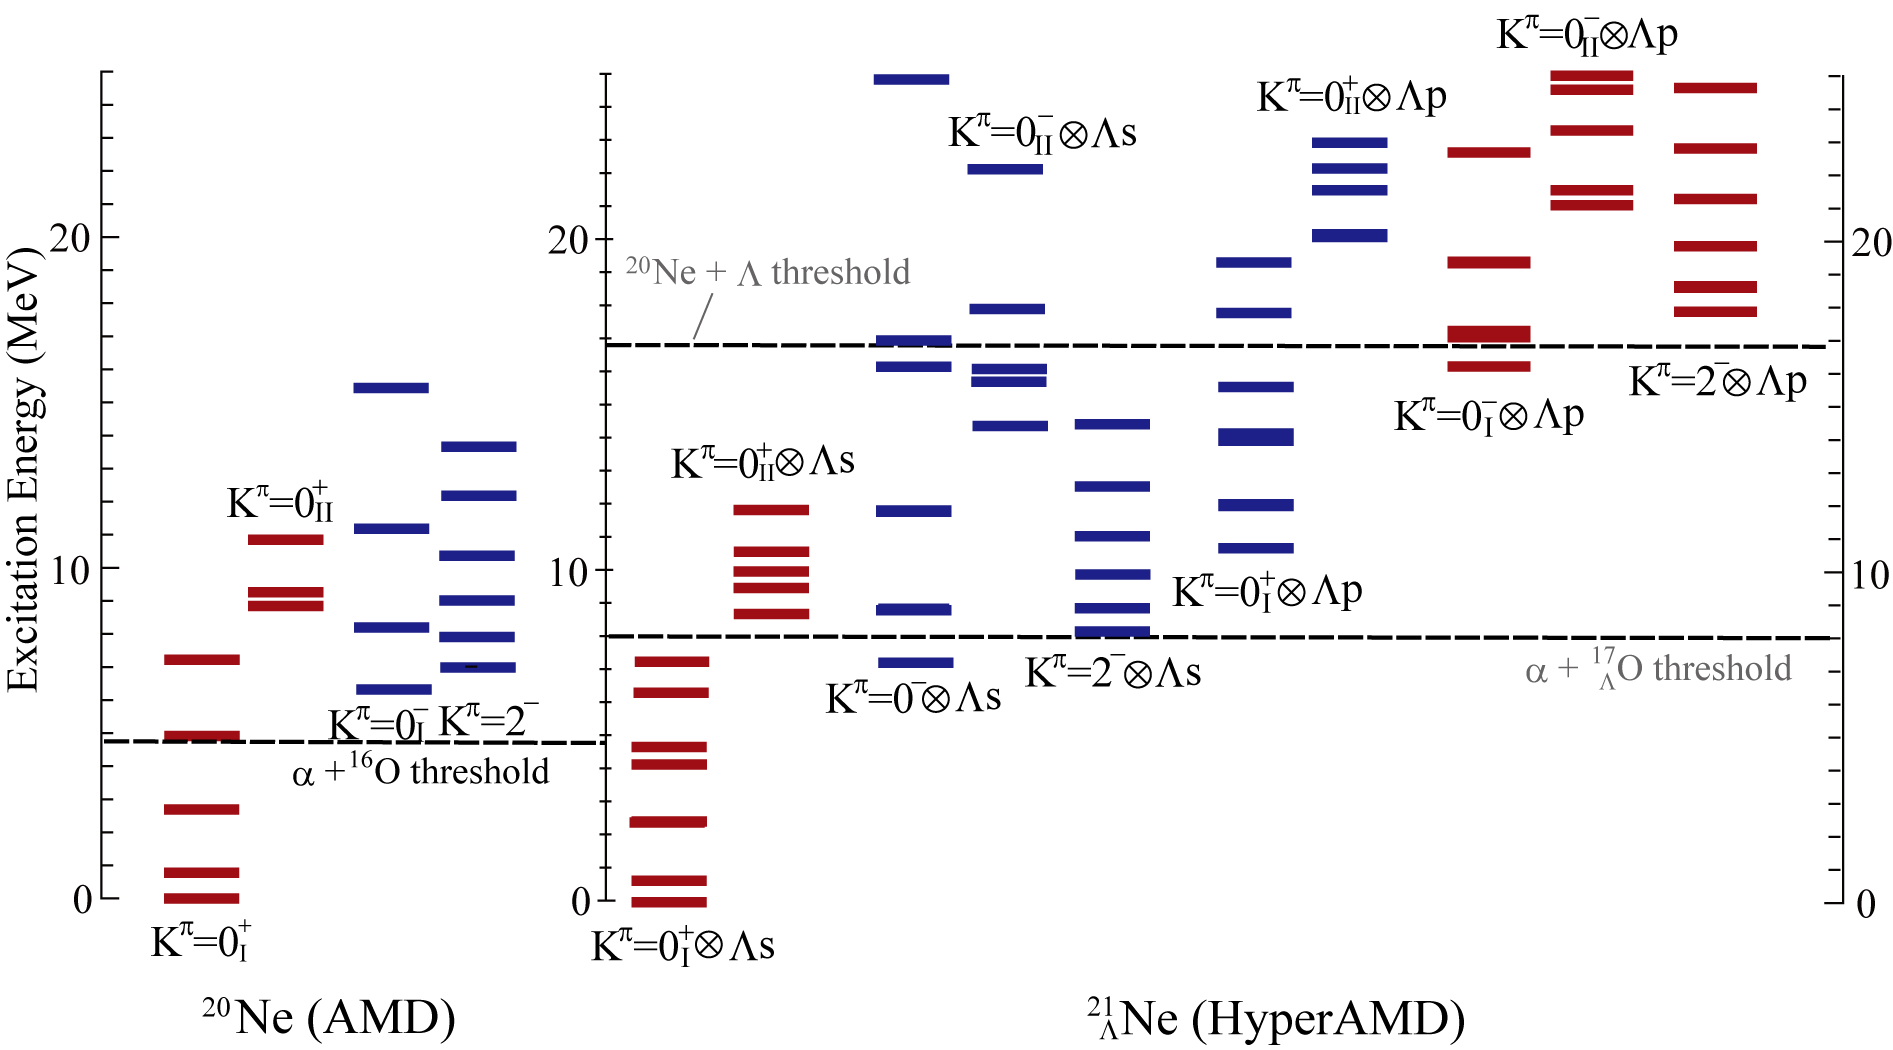 K^π=0^-_II⊗Λp
K^π=0^+_II⊗Λp
K^π=0^-_II⊗Λs
20 20 20
²⁰Ne + Λ threshold
Excitation Energy (MeV)
K^π=2^-⊗Λp
K^π=0^-_I⊗Λp
K^π=0^+_II⊗Λs
K^π=0^+_II
10 10 10
K^π=0^+_I⊗Λp
K^π=2^-⊗Λs
α + ¹⁷_ΛO threshold
K^π=0^-⊗Λs
K^π=0^-_I K^π=2^-
α +¹⁶O threshold
0 0 0
K^π=0^+_I
K^π=0^+_I⊗Λs
²⁰Ne (AMD)
²¹_ΛNe (HyperAMD)